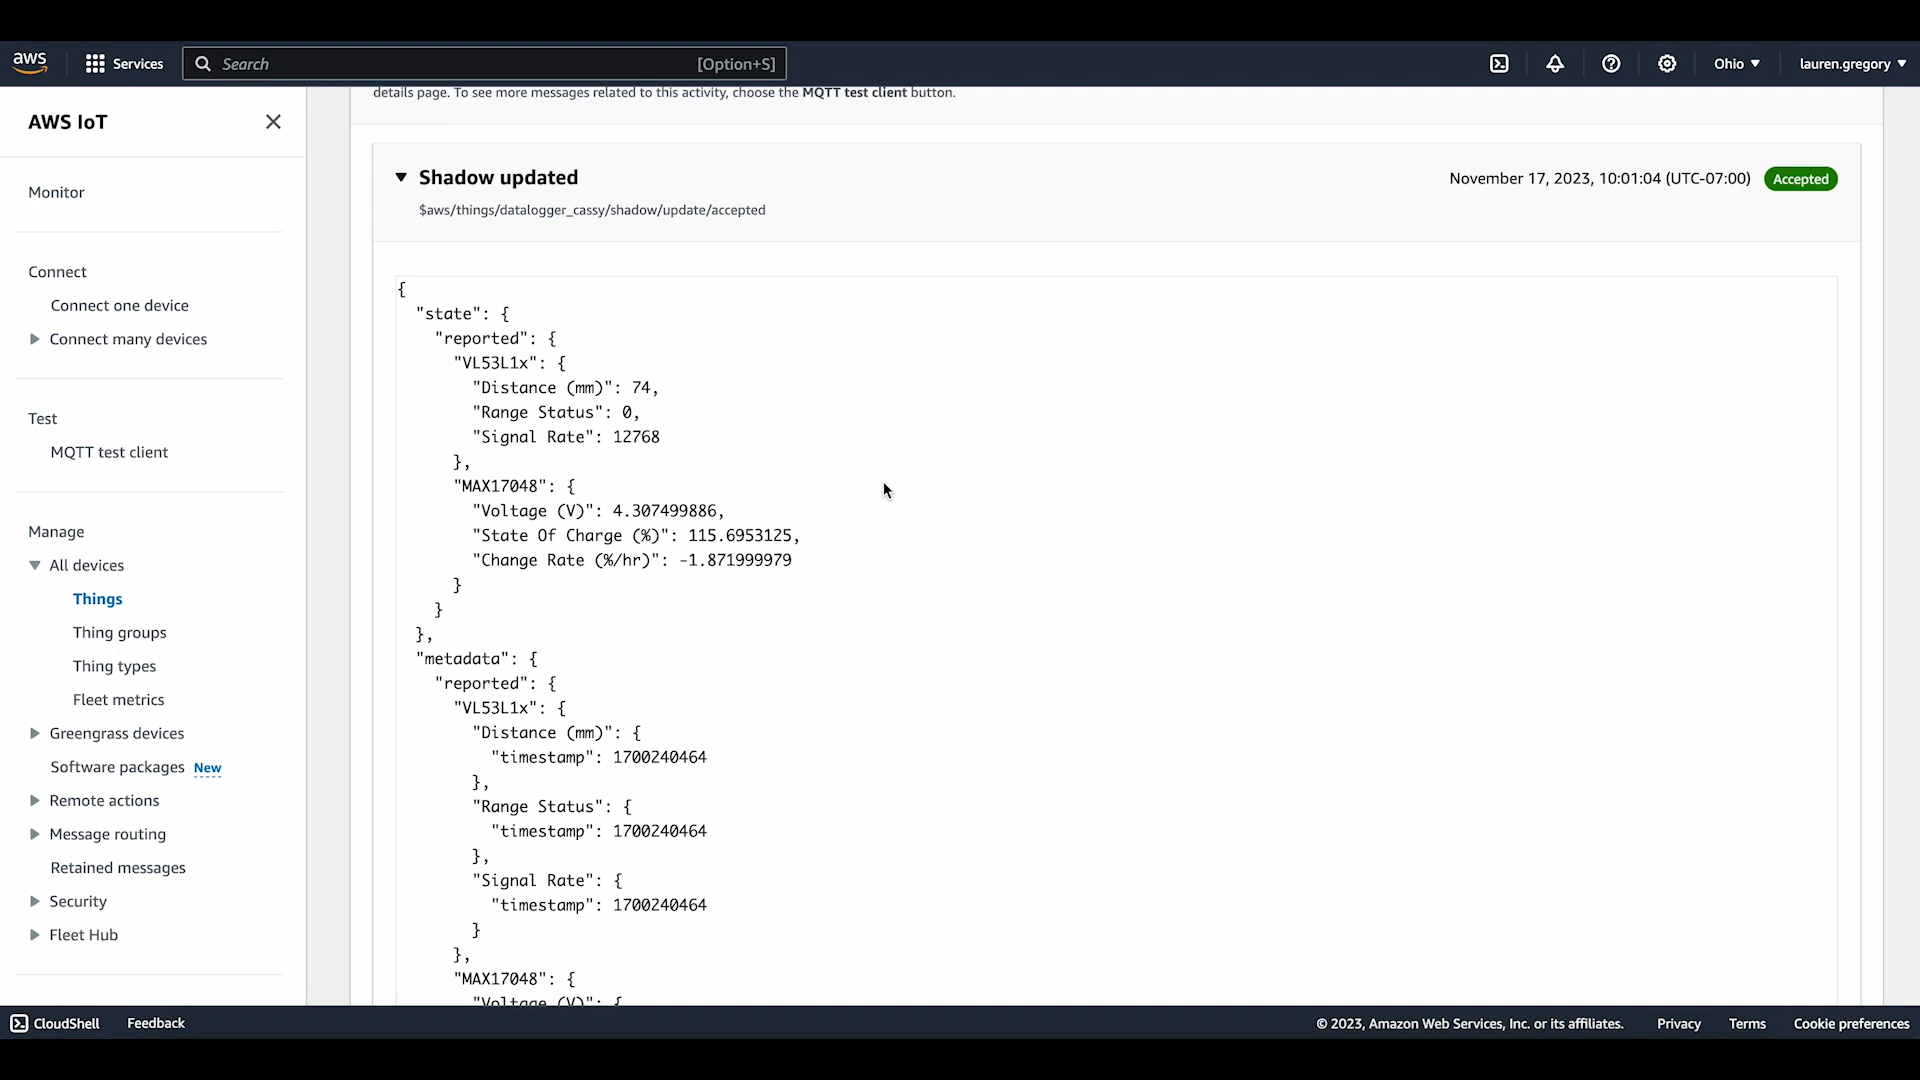 aws
Services
Search
[Option+S]
Ohio ▼
lauren.gregory ▼
AWS IoT
Monitor
Connect
Connect one device
Connect many devices
Test
MQTT test client
Manage
All devices
Things
Thing groups
Thing types
Fleet metrics
Greengrass devices
Software packages New
Remote actions
Message routing
Retained messages
Security
Fleet Hub
details page. To see more messages related to this activity, choose the MQTT test client button.
▼ Shadow updated
November 17, 2023, 10:01:04 (UTC-07:00)
Accepted
$aws/things/datalogger_cassy/shadow/update/accepted
{
"state": {
"reported": {
"VL53L1x": {
"Distance (mm)": 74,
"Range Status": 0,
"Signal Rate": 12768
},
"MAX17048": {
"Voltage (V)": 4.307499886,
"State Of Charge (%)": 115.6953125,
"Change Rate (%/hr)": -1.871999979
}
}
},
"metadata": {
"reported": {
"VL53L1x": {
"Distance (mm)": {
"timestamp": 1700240464
},
"Range Status": {
"timestamp": 1700240464
},
"Signal Rate": {
"timestamp": 1700240464
}
},
"MAX17048": {
"Voltage (V)": {
CloudShell
Feedback
© 2023, Amazon Web Services, Inc. or its affiliates.
Privacy
Terms
Cookie preferences